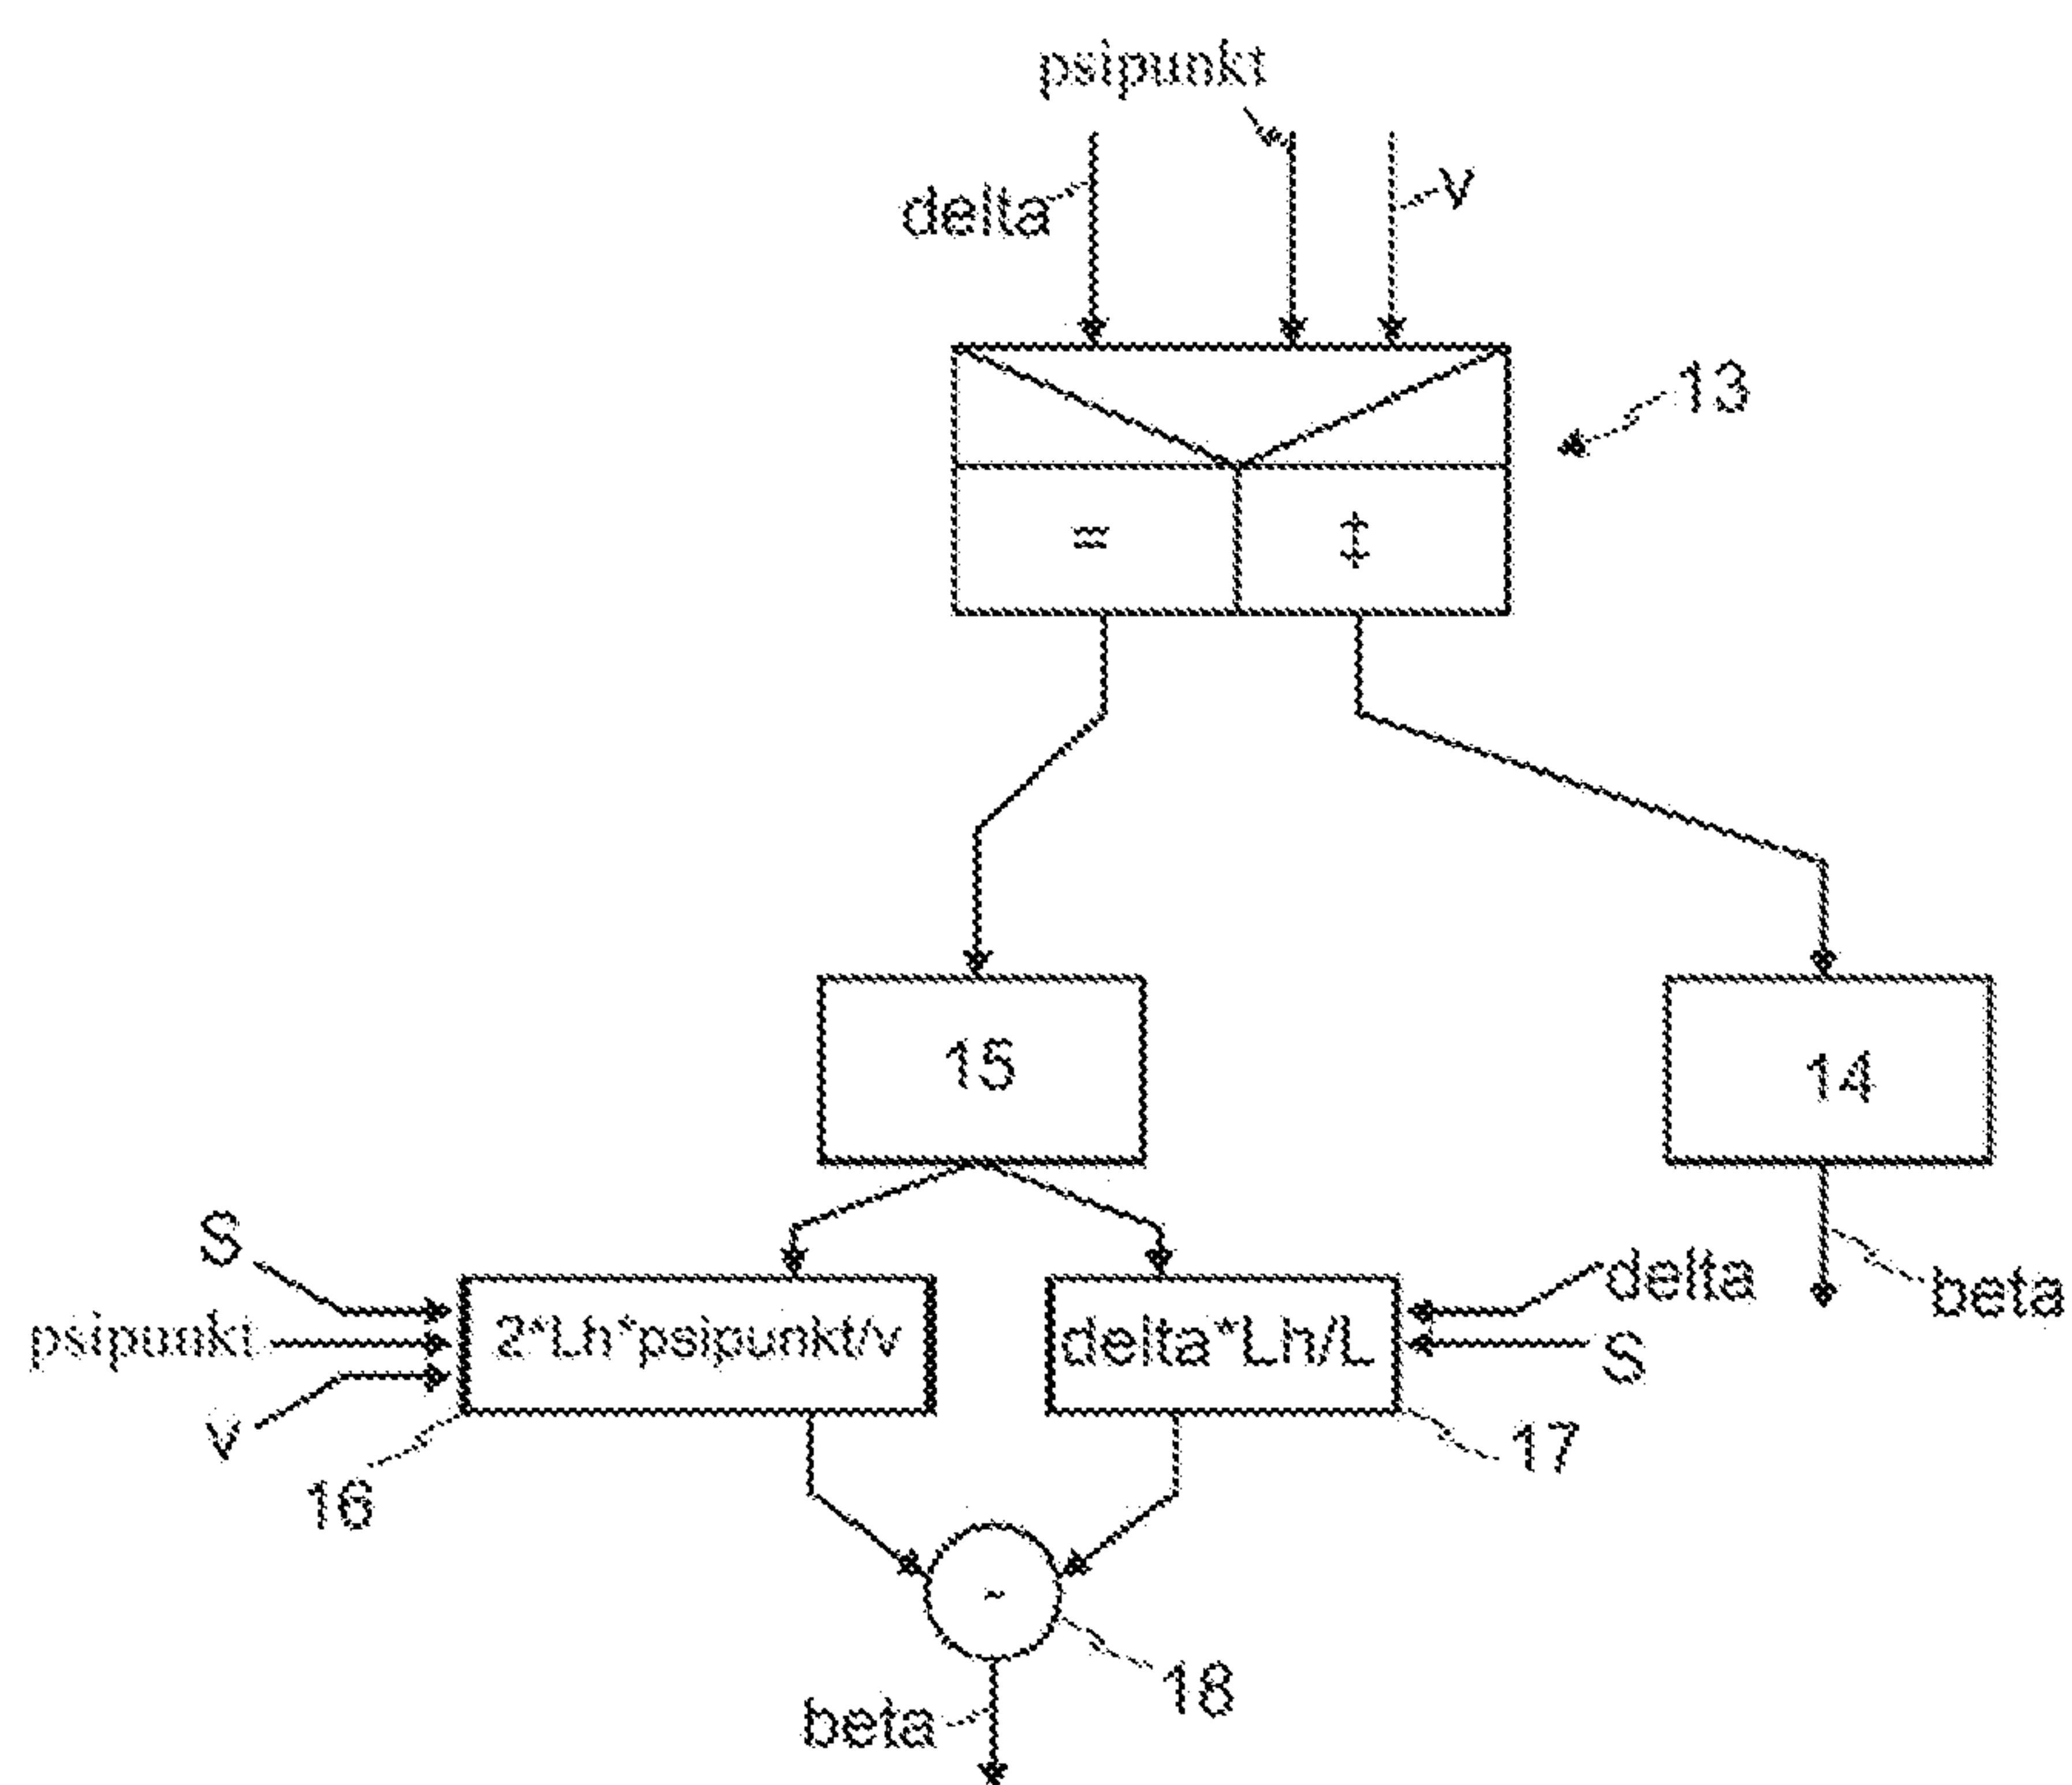 psipunkt
delta
v
13
=
‡
15
14
S
psipunkt
v
2*Lh*psipunkt/v
delta*Lh/L
delta
S
beta
16
17
-
18
beta